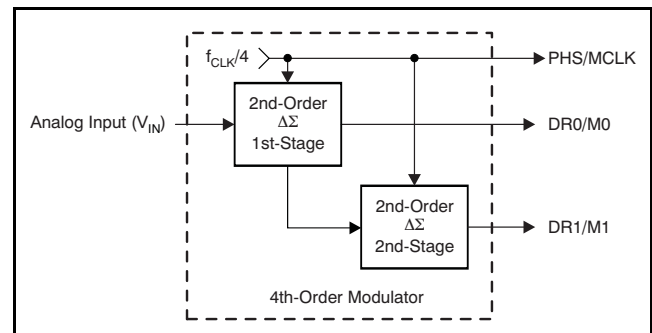 f_CLK/4
PHS/MCLK
Analog Input (V_IN)
2nd-Order
ΔΣ
1st-Stage
DR0/M0
2nd-Order
ΔΣ
2nd-Stage
DR1/M1
4th-Order Modulator